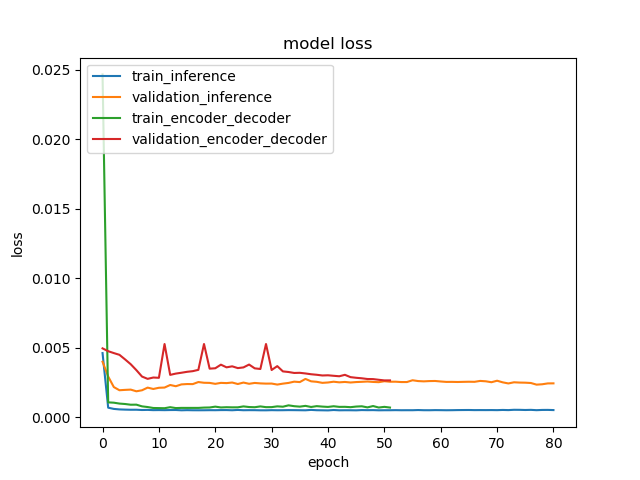 model loss
train_inference
validation_inference
train_encoder_decoder
validation_encoder_decoder
0.025
0.020
0.015
0.010
0.005
0.000
loss
0 10 20 30 40 50 60 70 80
epoch